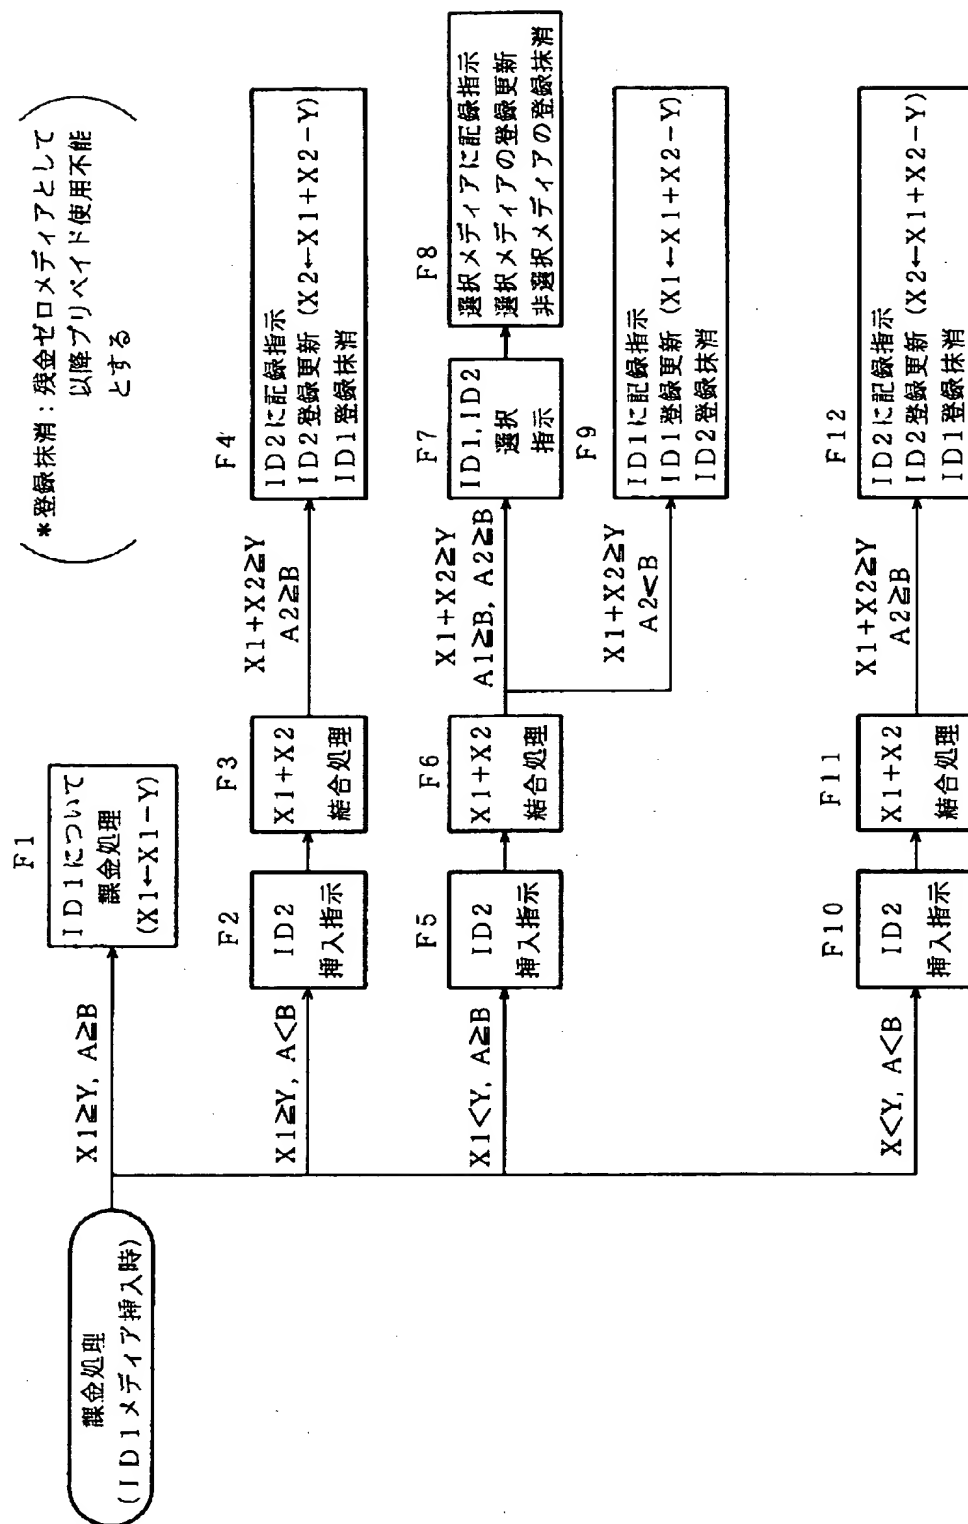 課金処理
(ID1メディア挿入時)
X1≧Y, A≧B
F1
ID1について
課金処理
(X1←X1−Y)
*登録抹消:残金ゼロメディアとして
以降プリペイド使用不能
とする
X1≧Y, A<B
F2
ID2
挿入指示
F3
X1+X2
結合処理
X1+X2≧Y
A2≧B
F4
ID2に記録指示
ID2登録更新(X2←X1+X2−Y)
ID1登録抹消
X1<Y, A≧B
F5
ID2
挿入指示
F6
X1+X2
結合処理
X1+X2≧Y
A1≧B, A2≧B
F7
ID1,ID2
選択
指示
F8
選択メディアに記録指示
選択メディアの登録更新
非選択メディアの登録抹消
X1+X2≧Y
A2<B
F9
ID1に記録指示
ID1登録更新(X1←X1+X2−Y)
ID2登録抹消
X<Y, A<B
F10
ID2
挿入指示
F11
X1+X2
結合処理
X1+X2≧Y
A2≧B
F12
ID2に記録指示
ID2登録更新(X2←X1+X2−Y)
ID1登録抹消